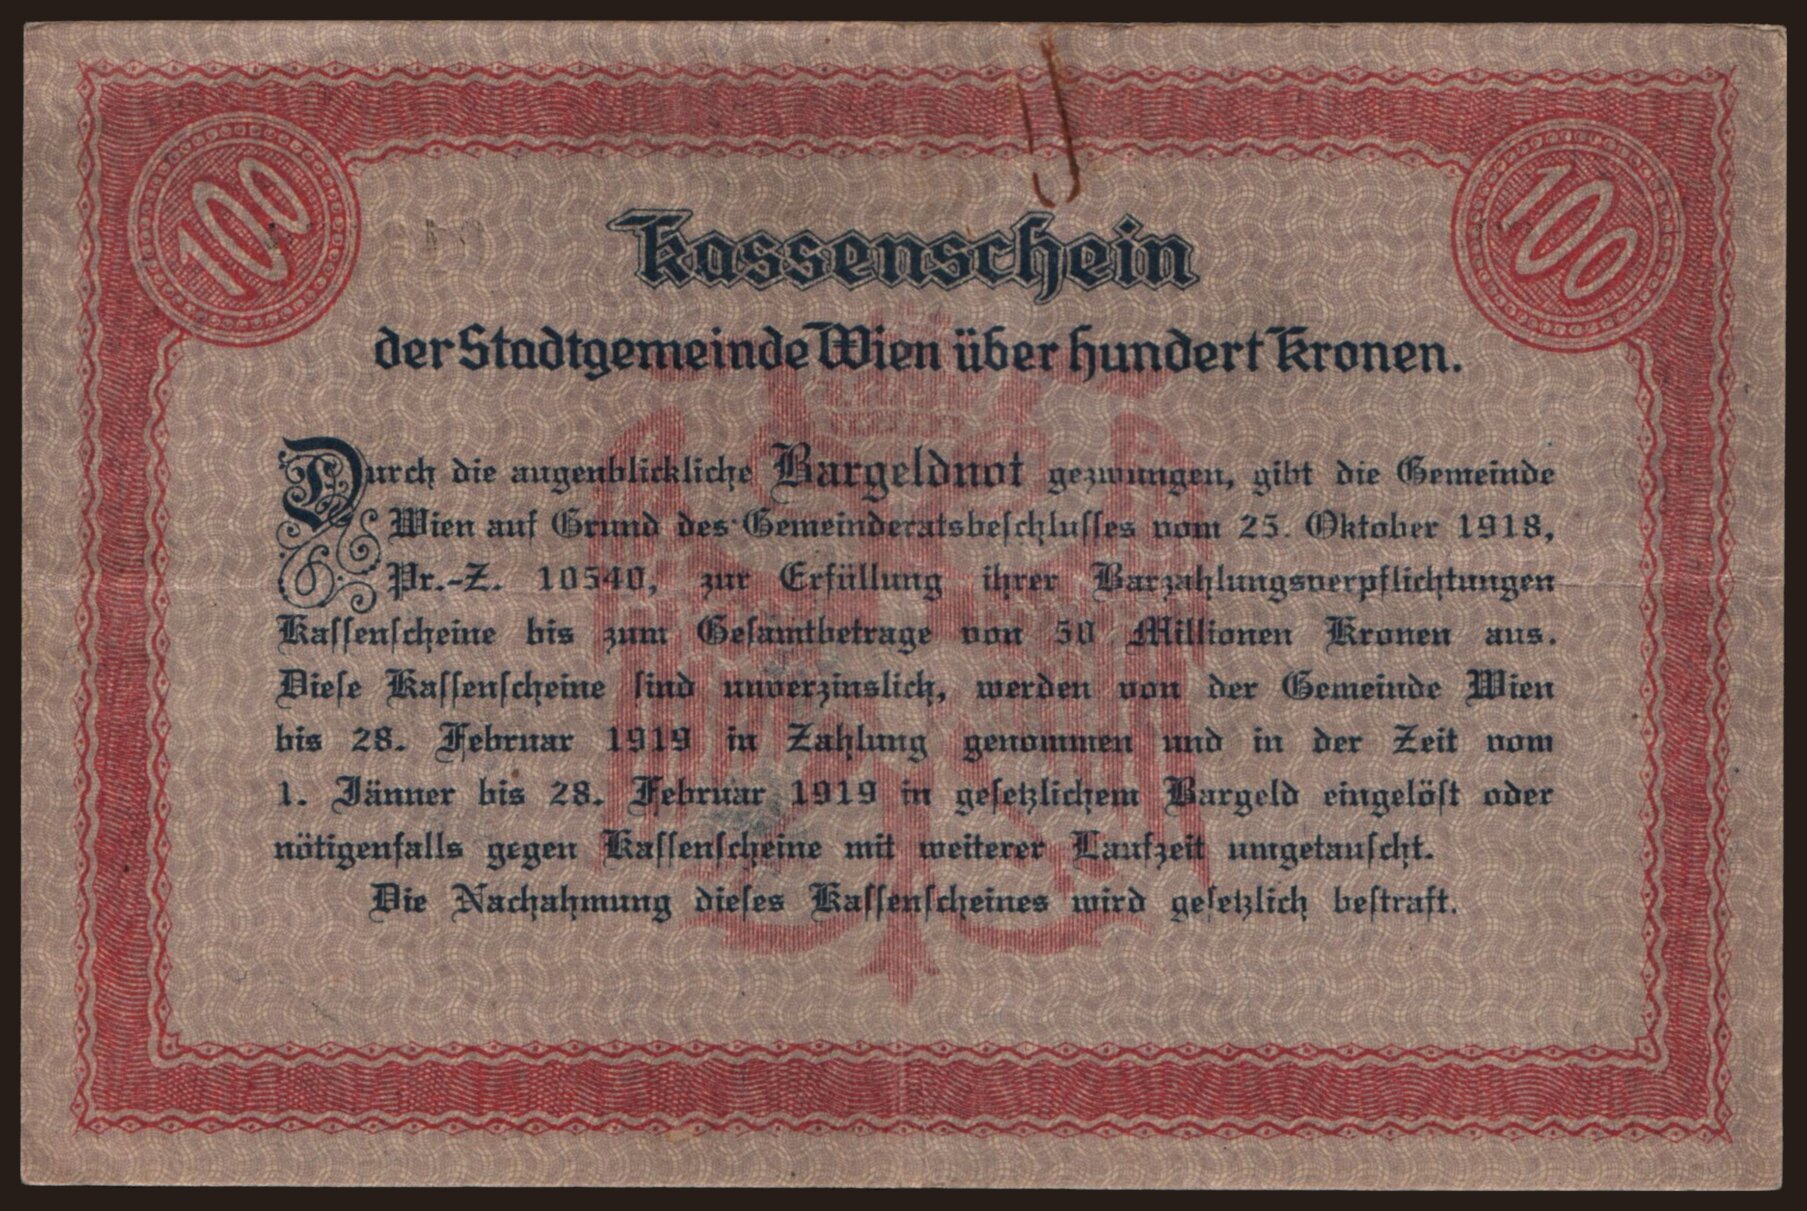 100
100
Kassenschein
der Stadtgemeinde Wien über hundert Kronen.
Durch die augenblickliche Bargeldnot gezwungen, gibt die Gemeinde
Wien auf Grund des Gemeinderatsbeschlusses vom 25. Oktober 1918,
Pr.-Z. 10540, zur Erfüllung ihrer Barzahlungsverpflichtungen
Kassenscheine bis zum Gesamtbetrage von 50 Millionen Kronen aus.
Diese Kassenscheine sind unverzinslich, werden von der Gemeinde Wien
bis 28. Februar 1919 in Zahlung genommen und in der Zeit vom
1. Jänner bis 28. Februar 1919 in gesetzlichem Bargeld eingelöst oder
nötigenfalls gegen Kassenscheine mit weiterer Laufzeit umgetauscht.
Die Nachahmung dieses Kassenscheines wird gesetzlich bestraft.